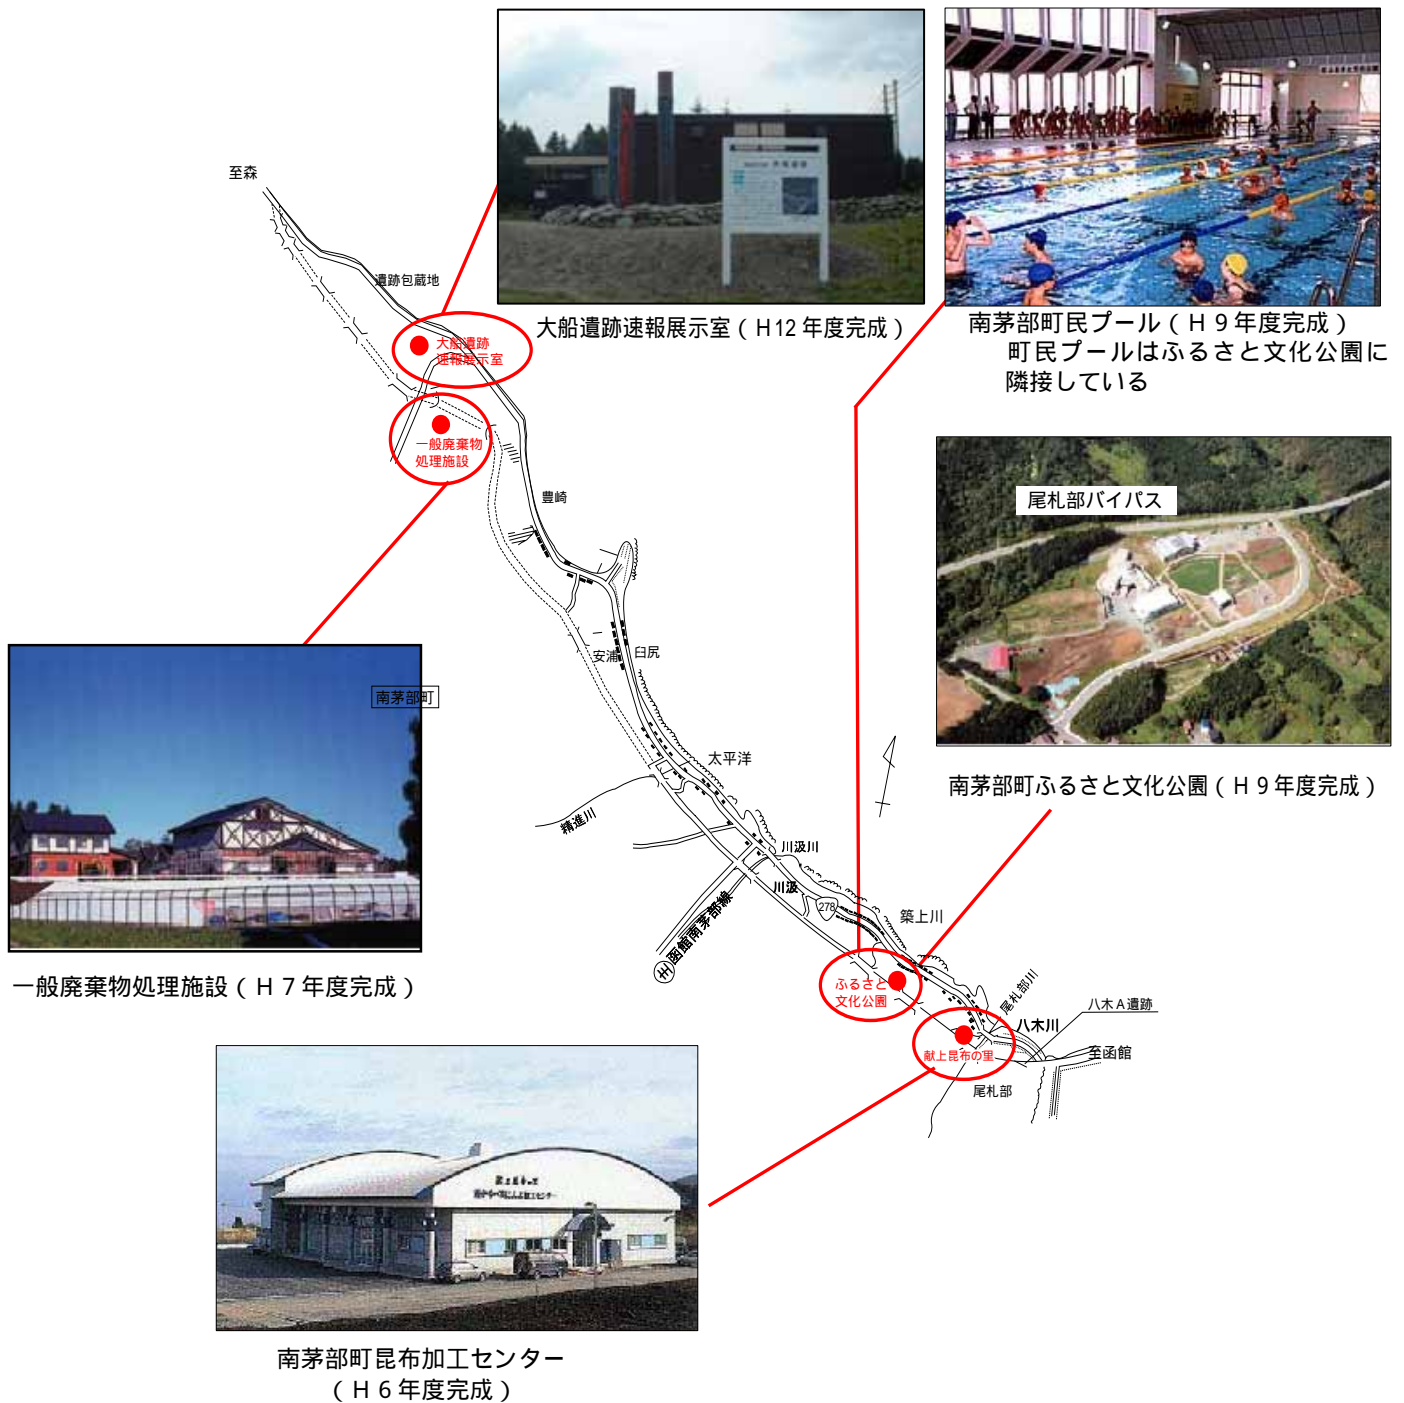 至森
遺跡包蔵地
大船遺跡
速報展示室
一般廃棄物
処理施設
大船遺跡速報展示室（H12年度完成）
南茅部町民プール（H９年度完成）
町民プールはふるさと文化公園に
隣接している
尾札部バイパス
南茅部町ふるさと文化公園（H９年度完成）
豊崎
安浦
臼尻
南茅部町
太平洋
精進川
川汲川
川汲
278
函館南茅部線
築上川
ふるさと
文化公園
尾札部川
八木川
八木A遺跡
献上昆布の里
至函館
尾札部
一般廃棄物処理施設（H７年度完成）
南茅部町昆布加工センター
（H６年度完成）